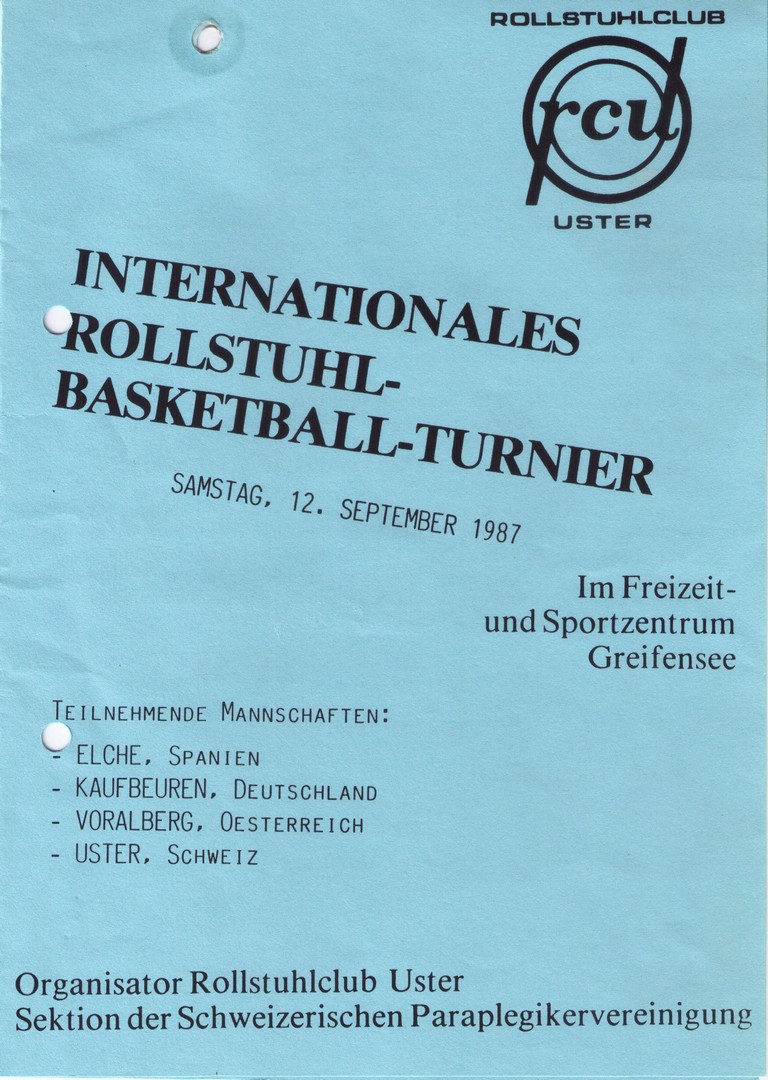 ROLLSTUHLCLUB
rcu
USTER
INTERNATIONALES
ROLLSTUHL-
BASKETBALL-TURNIER
SAMSTAG, 12. SEPTEMBER 1987
Im Freizeit-
und Sportzentrum
Greifensee
TEILNEHMENDE MANNSCHAFTEN:
- ELCHE, SPANIEN
- KAUFBEUREN, DEUTSCHLAND
- VORALBERG, OESTERREICH
- USTER, SCHWEIZ
Organisator Rollstuhlclub Uster
Sektion der Schweizerischen Paraplegikervereinigung